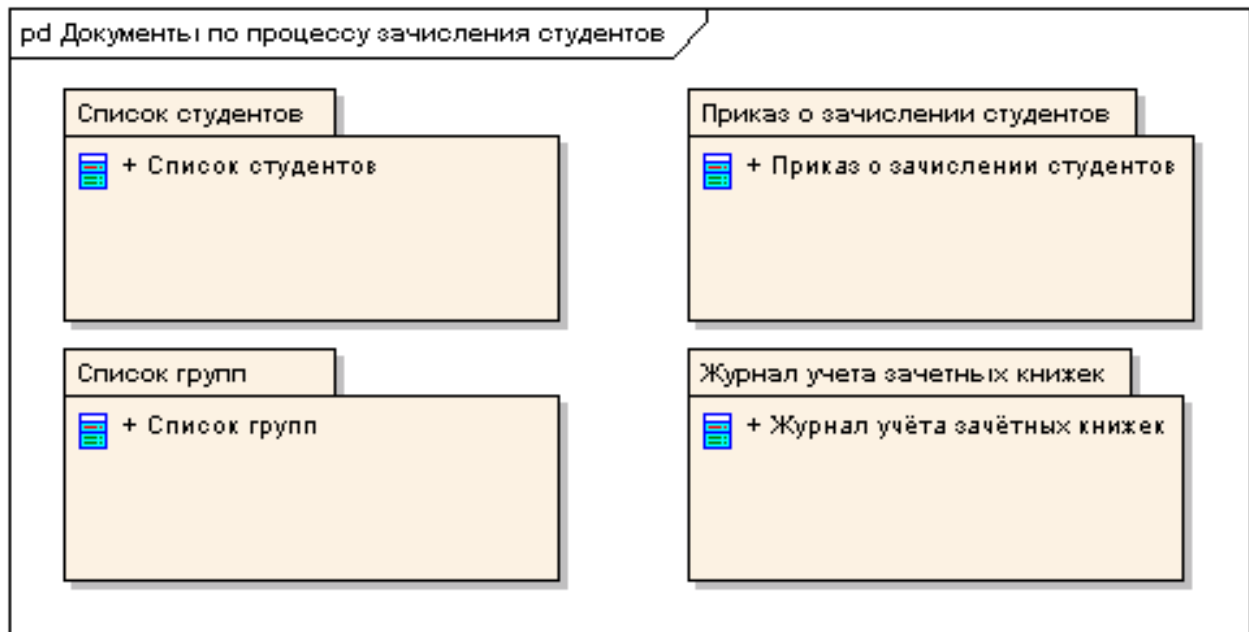 pd Документы по процессу зачисления студентов
Список студентов
+ Список студентов
Приказ о зачислении студентов
+ Приказ о зачислении студентов
Список групп
+ Список групп
Журнал учета зачетных книжек
+ Журнал учёта зачётных книжек